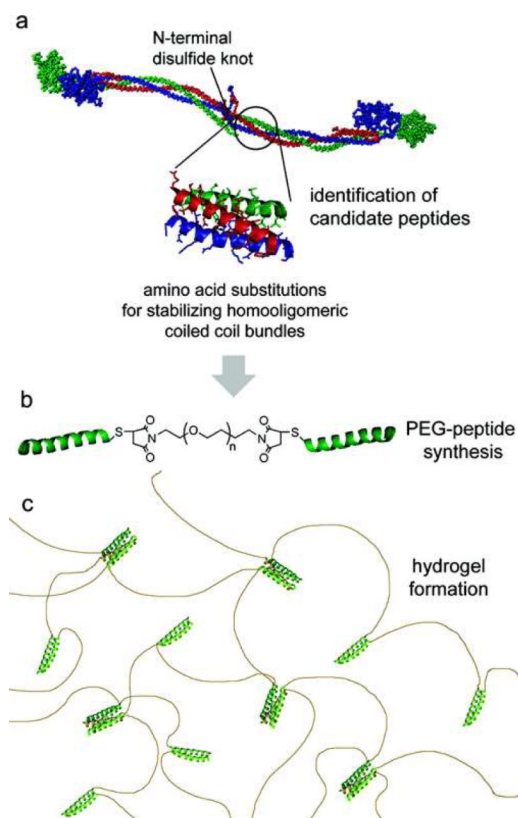 a
N-terminal
disulfide knot
identification of
candidate peptides
amino acid substitutions
for stabilizing homooligomeric
coiled coil bundles
b
S
O
N
O
O
n
O
N
O
S
PEG-peptide
synthesis
c
hydrogel
formation